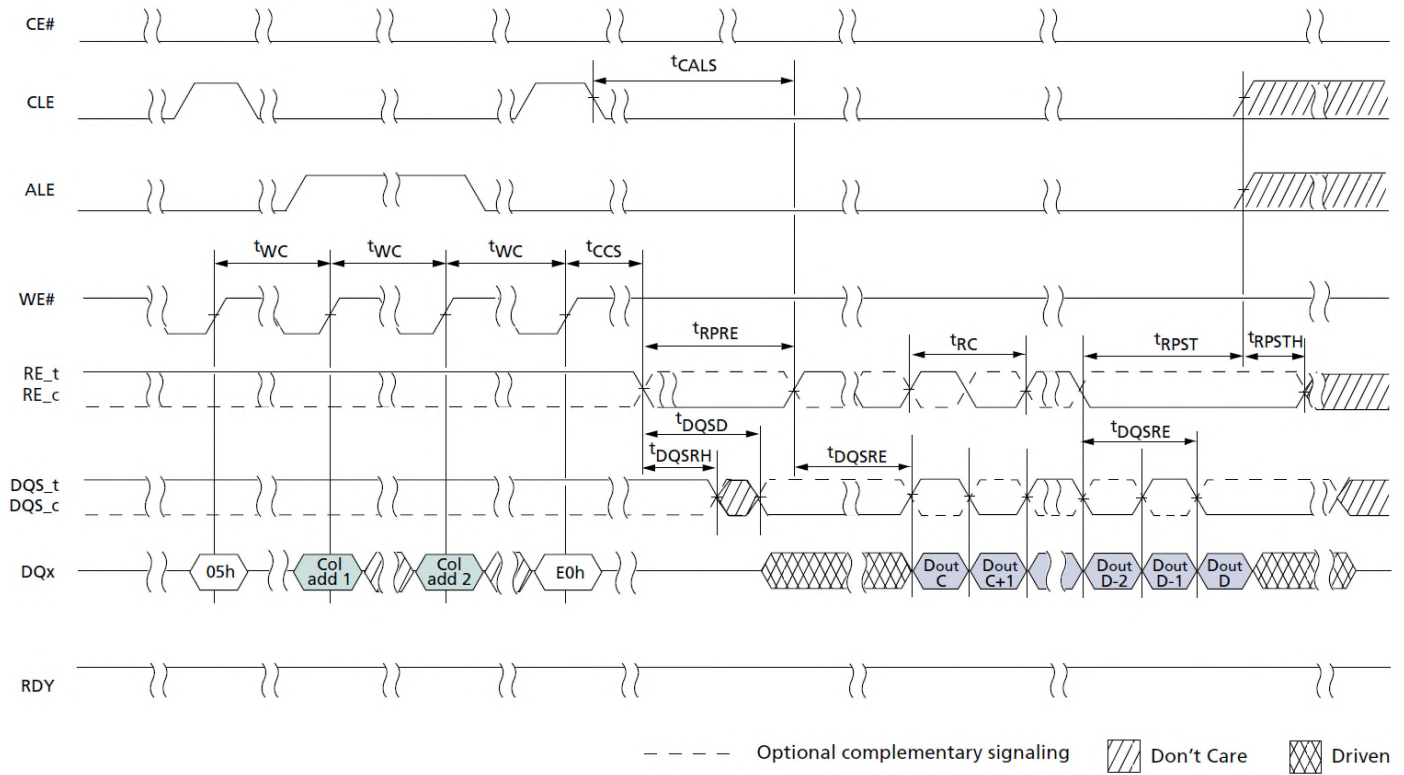 CE#
tCALS
CLE
ALE
tWC tWC tWC tCCS
WE#
tRPRE tRC tRPST tRPSTH
RE_t
RE_c
tDQSD tDQSRE
tDQSRH tDQSRE
DQS_t
DQS_c
DQx 05h Col add 1 Col add 2 E0h Dout C Dout C+1 Dout D-2 Dout D-1 Dout D
RDY
Optional complementary signaling Don't Care Driven